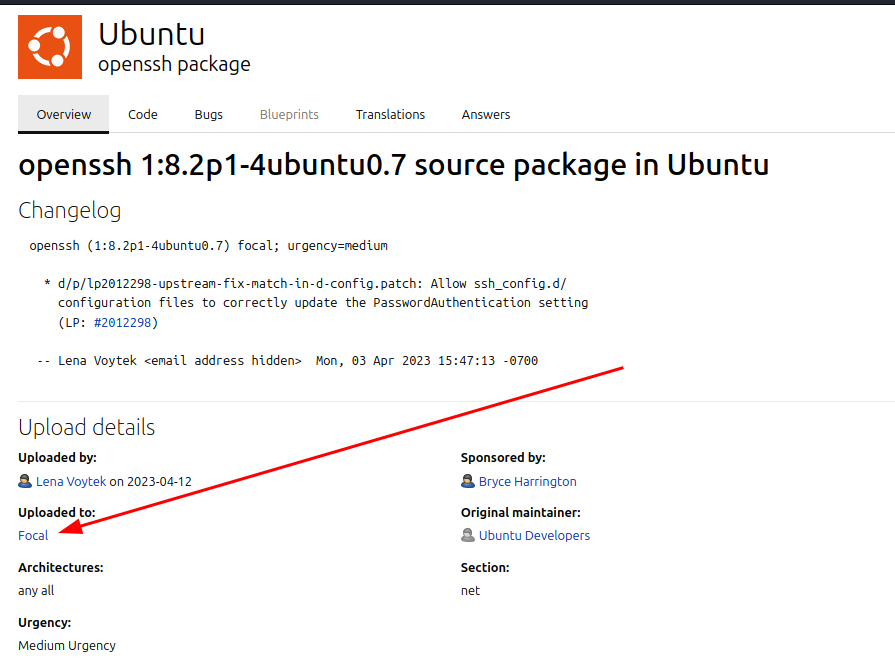 Ubuntu
openssh package
Overview Code Bugs Blueprints Translations Answers
openssh 1:8.2p1-4ubuntu0.7 source package in Ubuntu
Changelog
openssh (1:8.2p1-4ubuntu0.7) focal; urgency=medium
* d/p/lp2012298-upstream-fix-match-in-d-config.patch: Allow ssh_config.d/
configuration files to correctly update the PasswordAuthentication setting
(LP: #2012298)
-- Lena Voytek <email address hidden>  Mon, 03 Apr 2023 15:47:13 -0700
Upload details
Uploaded by:
Lena Voytek on 2023-04-12
Sponsored by:
Bryce Harrington
Uploaded to:
Focal
Original maintainer:
Ubuntu Developers
Architectures:
any all
Section:
net
Urgency:
Medium Urgency